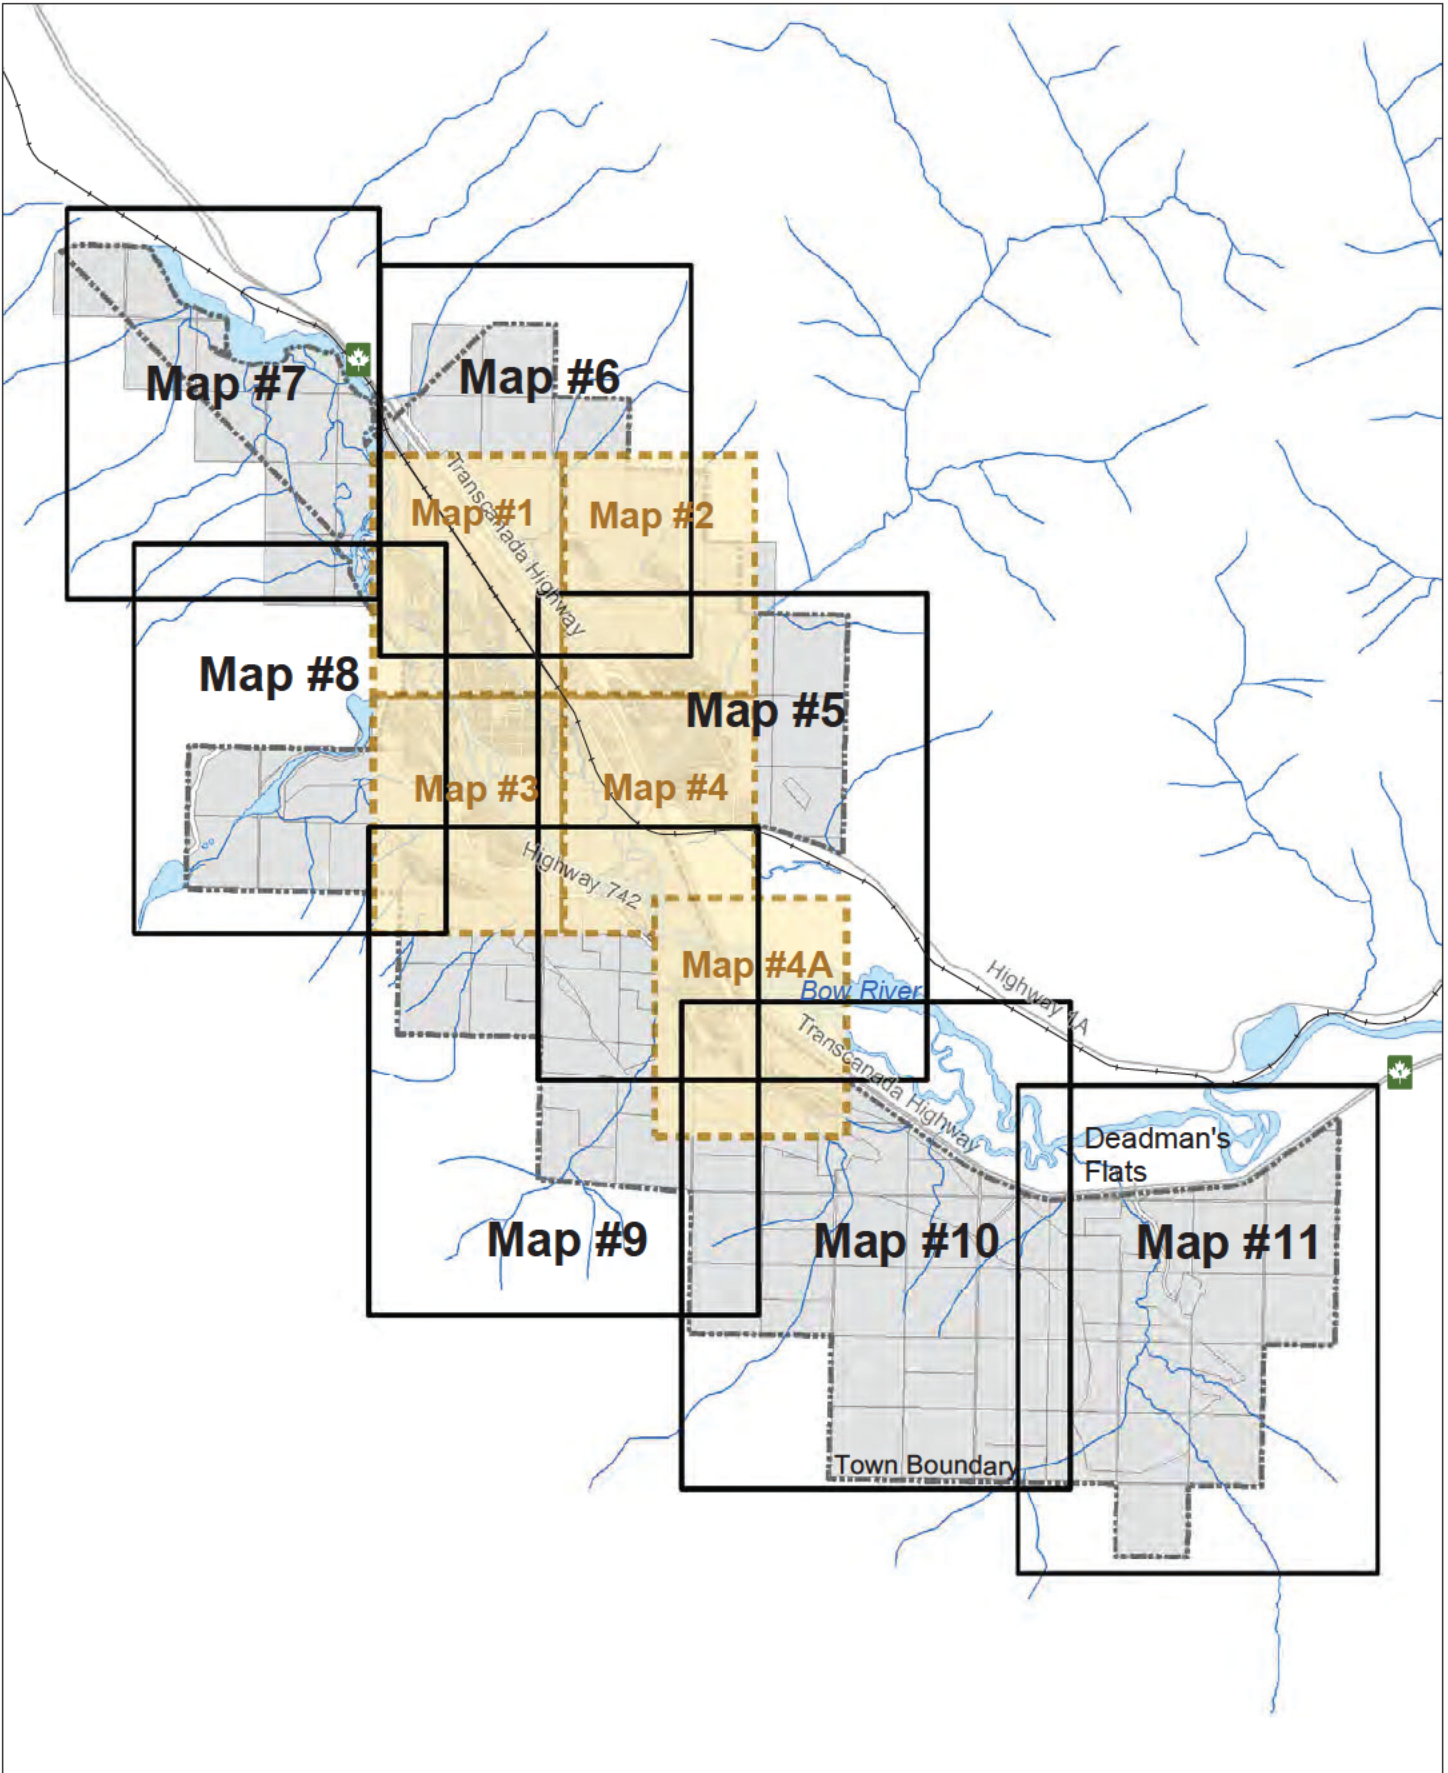 Map #7
Map #6
Transcanada Highway
Map #1
Map #2
Map #8
Map #5
Map #3
Map #4
Highway 742
Map #4A
Bow River
Highway 1A
Transcanada Highway
Deadman's
Flats
Map #9
Map #10
Map #11
Town Boundary